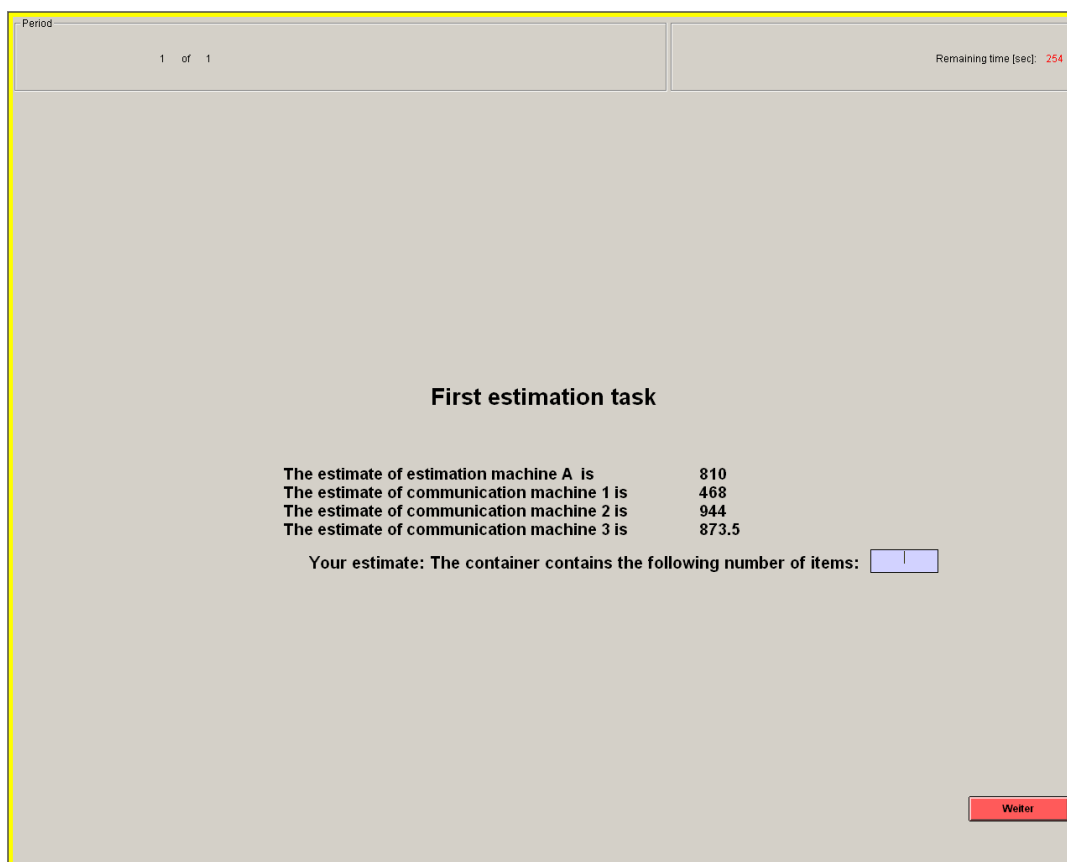 Period
1 of 1
Remaining time [sec]: 254
First estimation task
The estimate of estimation machine A is 810
The estimate of communication machine 1 is 468
The estimate of communication machine 2 is 944
The estimate of communication machine 3 is 873.5
Your estimate: The container contains the following number of items:
Weiter